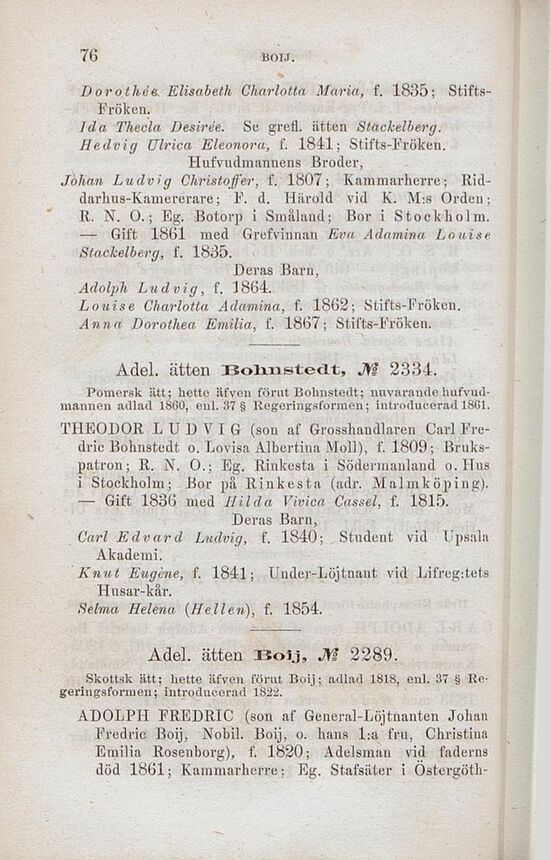 76
BOIJ.
Dorothée Elisabeth Charlotta Maria, f. 1835; Stifts-
Fröken.
Ida Thecla Desirée. Se grefl. ätten Stackelberg.
Hedvig Ulrica Eleonora, f. 1841; Stifts-Fröken.
Hufvudmannens Broder,
Johan Ludvig Christoffer, f. 1807; Kammarherre; Rid-
darhus-Kamererare; F. d. Härold vid K. M:s Orden;
R. N. O.; Eg. Botorp i Småland; Bor i Stockholm.
— Gift 1861 med Grefvinnan Eva Adamina Louise
Stackelberg, f. 1835.
Deras Barn,
Adolph Ludvig, f. 1864.
Louise Charlotta Adamina, f. 1862; Stifts-Fröken.
Anna Dorothea Emilia, f. 1867; Stifts-Fröken.
Adel. ätten Bohnstedt, № 2334.
Pomersk ätt; hette äfven förut Bohnstedt; nuvarande hufvud-
mannen adlad 1860, enl. 37 § Regeringsformen; introducerad 1861.
THEODOR LUDVIG (son af Grosshandlaren Carl Fre-
dric Bohnstedt o. Lovisa Albertina Moll), f. 1809; Bruks-
patron; R. N. O.; Eg. Rinkesta i Södermanland o. Hus
i Stockholm; Bor på Rinkesta (adr. Malmköping).
— Gift 1836 med Hilda Vivica Cassel, f. 1815.
Deras Barn,
Carl Edvard Ludvig, f. 1840; Student vid Upsala
Akademi.
Knut Eugène, f. 1841; Under-Löjtnant vid Lifreg:tets
Husar-kår.
Selma Helena (Hellen), f. 1854.
Adel. ätten Boij, № 2289.
Skottsk ätt; hette äfven förut Boij; adlad 1818, enl. 37 § Re-
geringsformen; introducerad 1822.
ADOLPH FREDRIC (son af General-Löjtnanten Johan
Fredric Boij, Nobil. Boij, o. hans 1:a fru, Christina
Emilia Rosenborg), f. 1820; Adelsman vid faderns
död 1861; Kammarherre; Eg. Stafsäter i Östergöth-